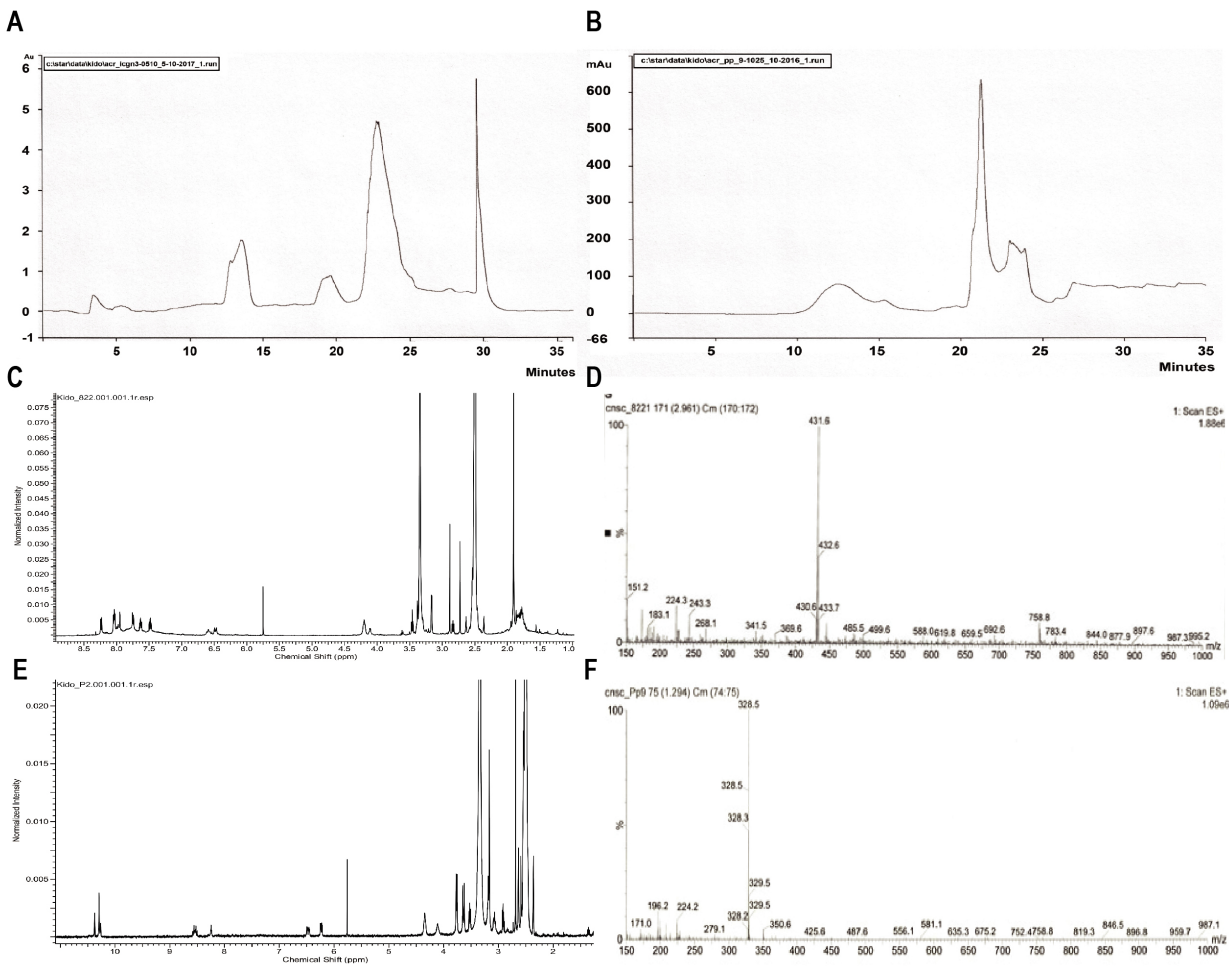 A
Au
c:\star\data\kido\acr_lcgn3-0510_5-10-2017_1.run
6
5
4
3
2
1
0
-1
5 10 15 20 25 30 35
Minutes
B
mAu
c:\star\data\kido\acr_pp_9-1025_10-2016_1.run
600
500
400
300
200
100
0
-66
5 10 15 20 25 30 35
Minutes
C
Kido_822.001.001.1r.esp
Normalized Intensity
0.075
0.070
0.065
0.060
0.055
0.050
0.045
0.040
0.035
0.030
0.025
0.020
0.015
0.010
0.005
8.5 8.0 7.5 7.0 6.5 6.0 5.5 5.0 4.5 4.0 3.5 3.0 2.5 2.0 1.5 1.0
Chemical Shift (ppm)
D
cnsc_8221 171 (2.961) Cm (170:172)
1: Scan ES+
1.88e6
100
%
0
431.6
432.6
430.6
433.7
151.2
183.1
224.3
243.3
268.1
341.5
369.6
485.5
499.6
588.0
619.8
659.5
692.6
758.8
783.4
844.0
877.9
897.6
987.3
995.2
150 200 250 300 350 400 450 500 550 600 650 700 750 800 850 900 950 1000
m/z
E
Kido_P2.001.001.1r.esp
Normalized Intensity
0.020
0.015
0.010
0.005
10 9 8 7 6 5 4 3 2
Chemical Shift (ppm)
F
cnsc_Pp9 75 (1.294) Cm (74:75)
1: Scan ES+
1.09e6
100
%
0
328.5
328.5
328.3
329.5
329.5
328.2
171.0
196.2
224.2
279.1
350.6
425.6
487.6
556.1
581.1
635.3
675.2
752.4
758.8
819.3
846.5
896.8
959.7
987.1
150 200 250 300 350 400 450 500 550 600 650 700 750 800 850 900 950 1000
m/z